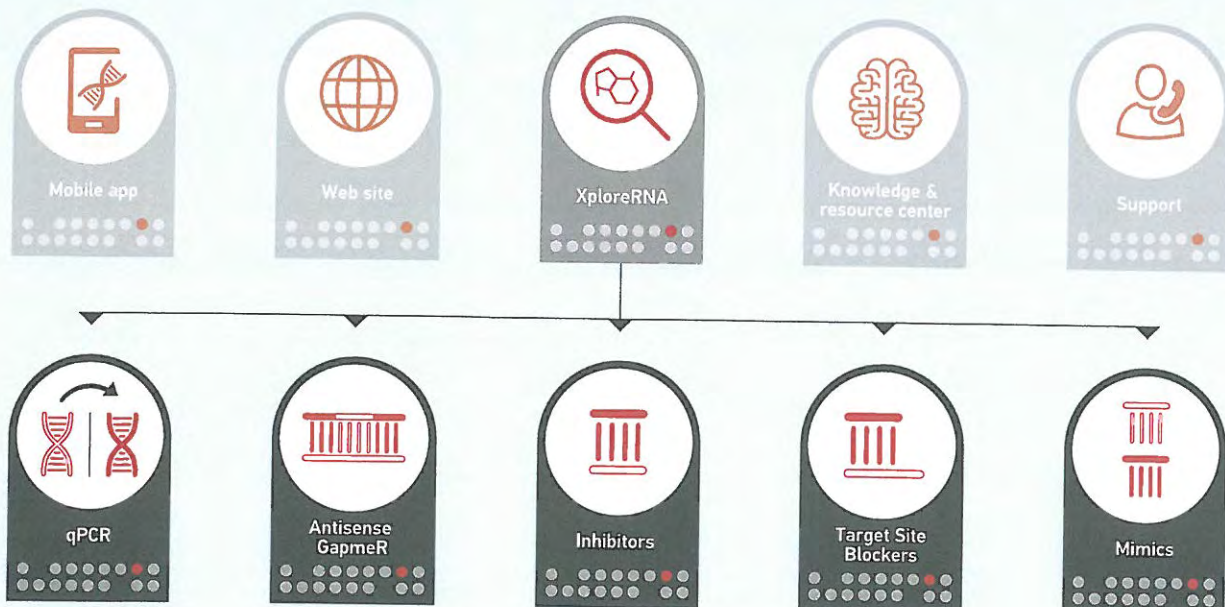 Mobile app
Web site
XploreRNA
Knowledge &
resource center
Support
qPCR
Antisense
GapmeR
Inhibitors
Target Site
Blockers
Mimics